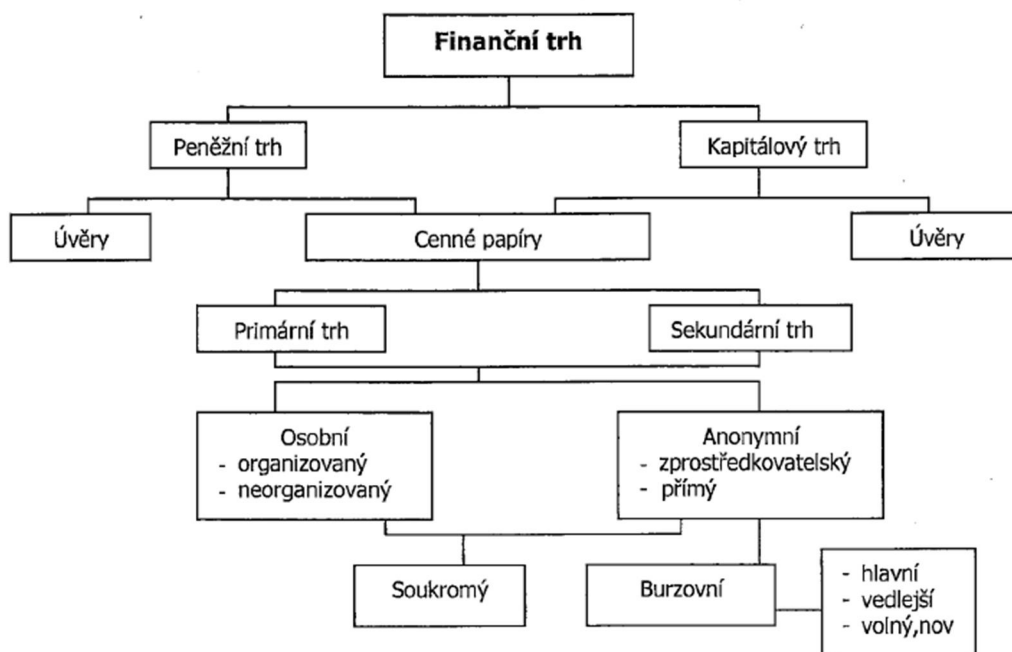 Finanční trh
Peněžní trh
Kapitálový trh
Úvěry
Cenné papíry
Úvěry
Primární trh
Sekundární trh
Osobní
- organizovaný
- neorganizovaný
Anonymní
- zprostředkovatelský
- přímý
Soukromý
Burzovní
- hlavní
- vedlejší
- volný,nov